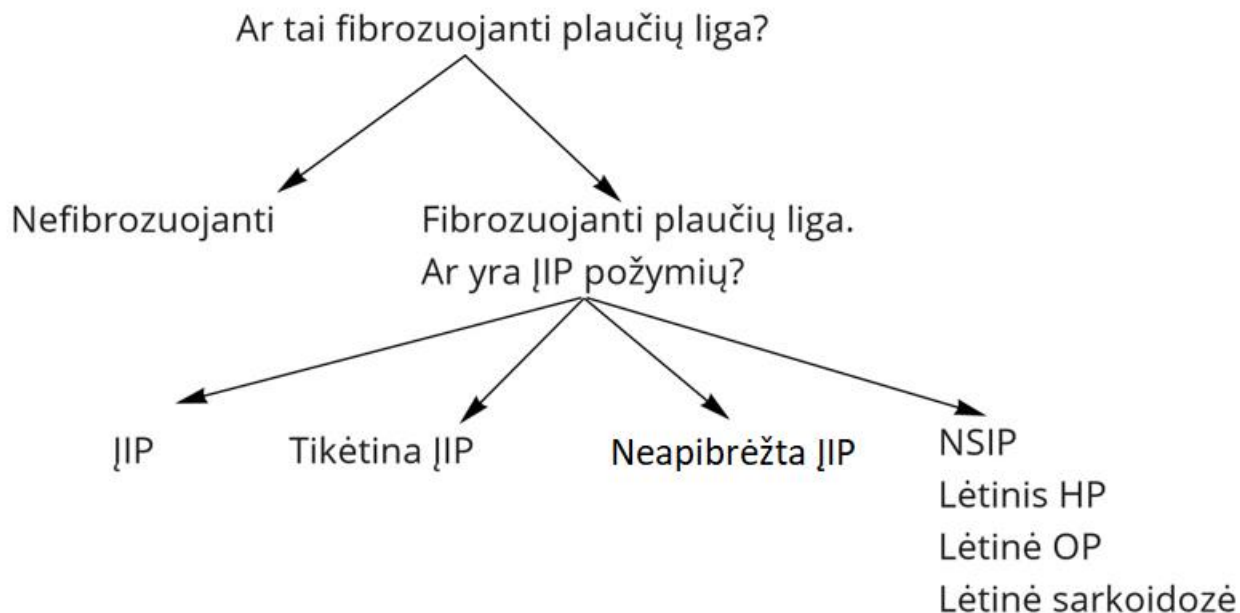 Ar tai fibrozuojanti plaučių liga?
Nefibrozuojanti
Fibrozuojanti plaučių liga.
Ar yra ĮIP požymių?
ĮIP
Tikėtina ĮIP
Neapibrėžta ĮIP
NSIP
Lėtinis HP
Lėtinė OP
Lėtinė sarkoidozė